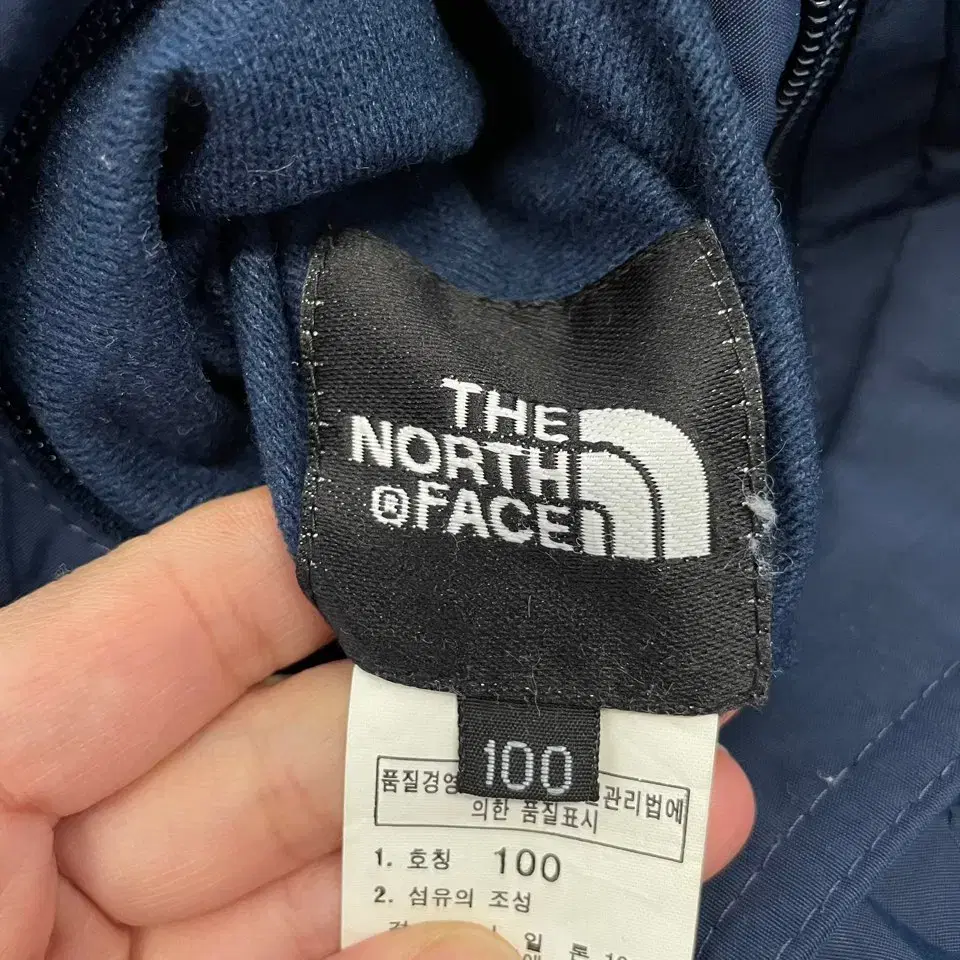 THE
NORTH
®FACE
100
품질경영 관리법에
의한 품질표시
1. 호칭 100
2. 섬유의 조성